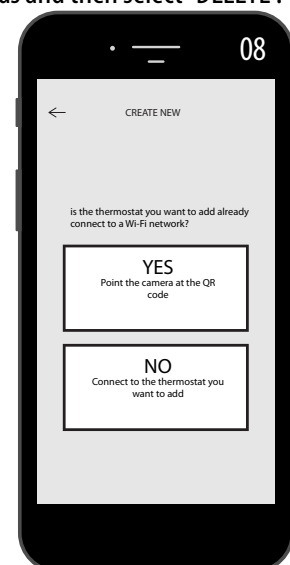 and then select "DELETE".
08
CREATE NEW
is the thermostat you want to add already
connect to a Wi-Fi network?
YES
Point the camera at the QR
code
NO
Connect to the thermostat you
want to add